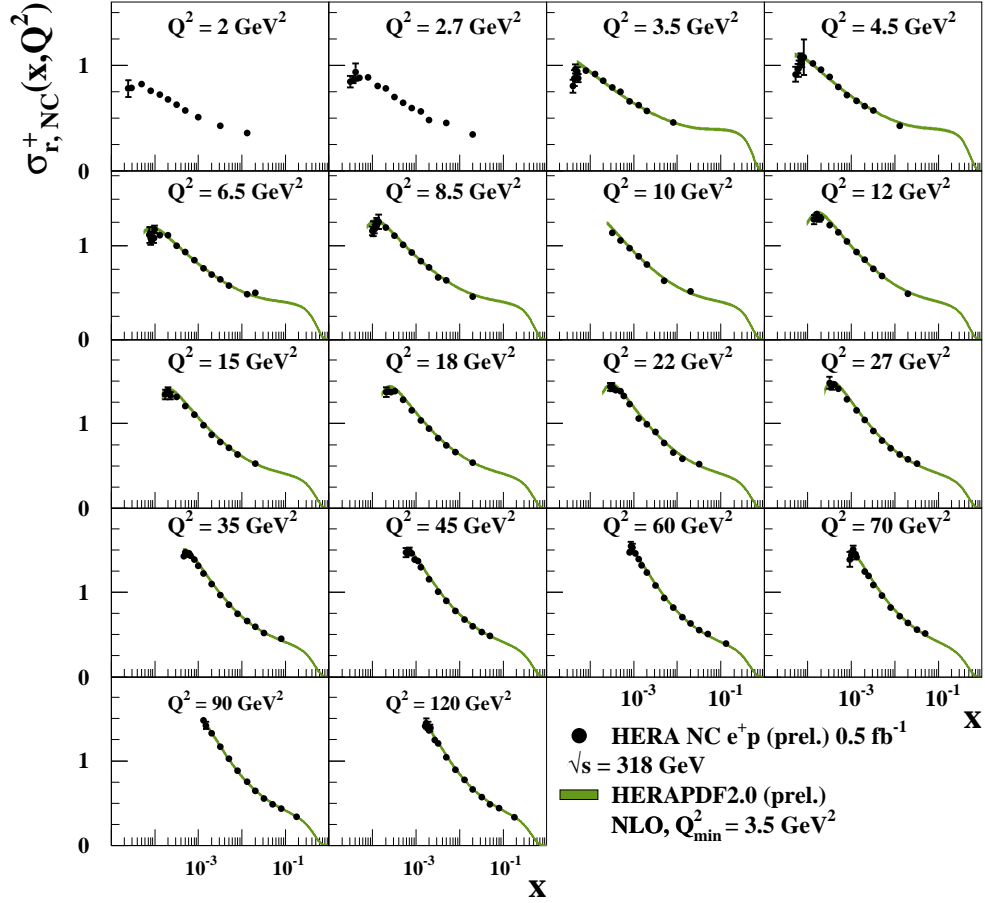 σ⁺r, NC(x,Q²)
Q² = 2 GeV²
Q² = 2.7 GeV²
Q² = 3.5 GeV²
Q² = 4.5 GeV²
1
0
Q² = 6.5 GeV²
Q² = 8.5 GeV²
Q² = 10 GeV²
Q² = 12 GeV²
1
0
Q² = 15 GeV²
Q² = 18 GeV²
Q² = 22 GeV²
Q² = 27 GeV²
1
0
Q² = 35 GeV²
Q² = 45 GeV²
Q² = 60 GeV²
Q² = 70 GeV²
1
0
10⁻³ 10⁻¹ 10⁻³ 10⁻¹
x
Q² = 90 GeV²
Q² = 120 GeV²
1
0
10⁻³ 10⁻¹ 10⁻³ 10⁻¹
x
HERA NC e⁺p (prel.) 0.5 fb⁻¹
√s = 318 GeV
HERAPDF2.0 (prel.)
NLO, Q²min = 3.5 GeV²